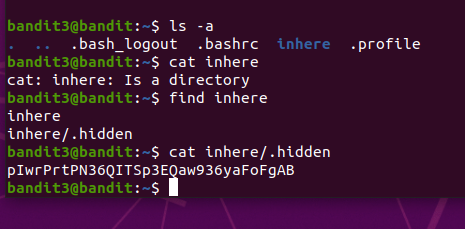 bandit3@bandit:~$ ls -a
. .. .bash_logout .bashrc inhere .profile
bandit3@bandit:~$ cat inhere
cat: inhere: Is a directory
bandit3@bandit:~$ find inhere
inhere
inhere/.hidden
bandit3@bandit:~$ cat inhere/.hidden
pIwrPrtPN36QITSp3EQaw936yaFoFgAB
bandit3@bandit:~$